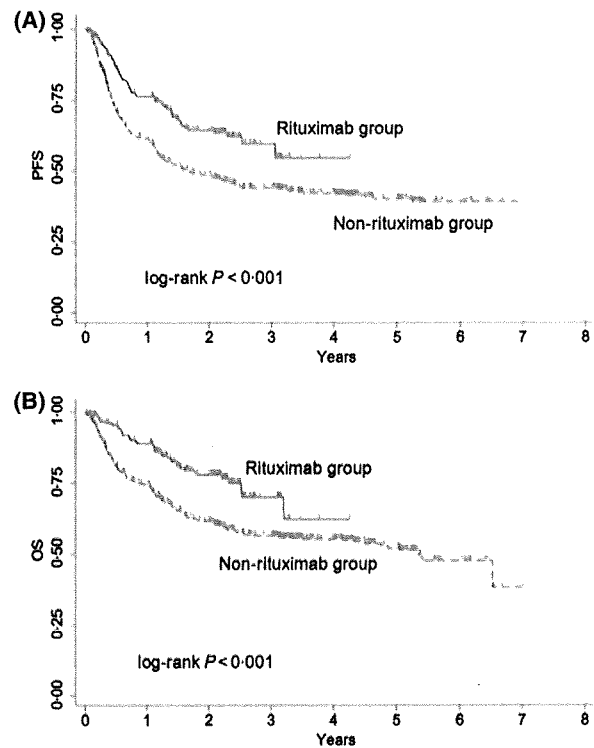 (A)
1·00
0·75
0·50
0·25
0·00
PFS
Rituximab group
Non-rituximab group
log-rank P < 0·001
0 1 2 3 4 5 6 7 8
Years
(B)
1·00
0·75
0·50
0·25
0·00
OS
Rituximab group
Non-rituximab group
log-rank P < 0·001
0 1 2 3 4 5 6 7 8
Years